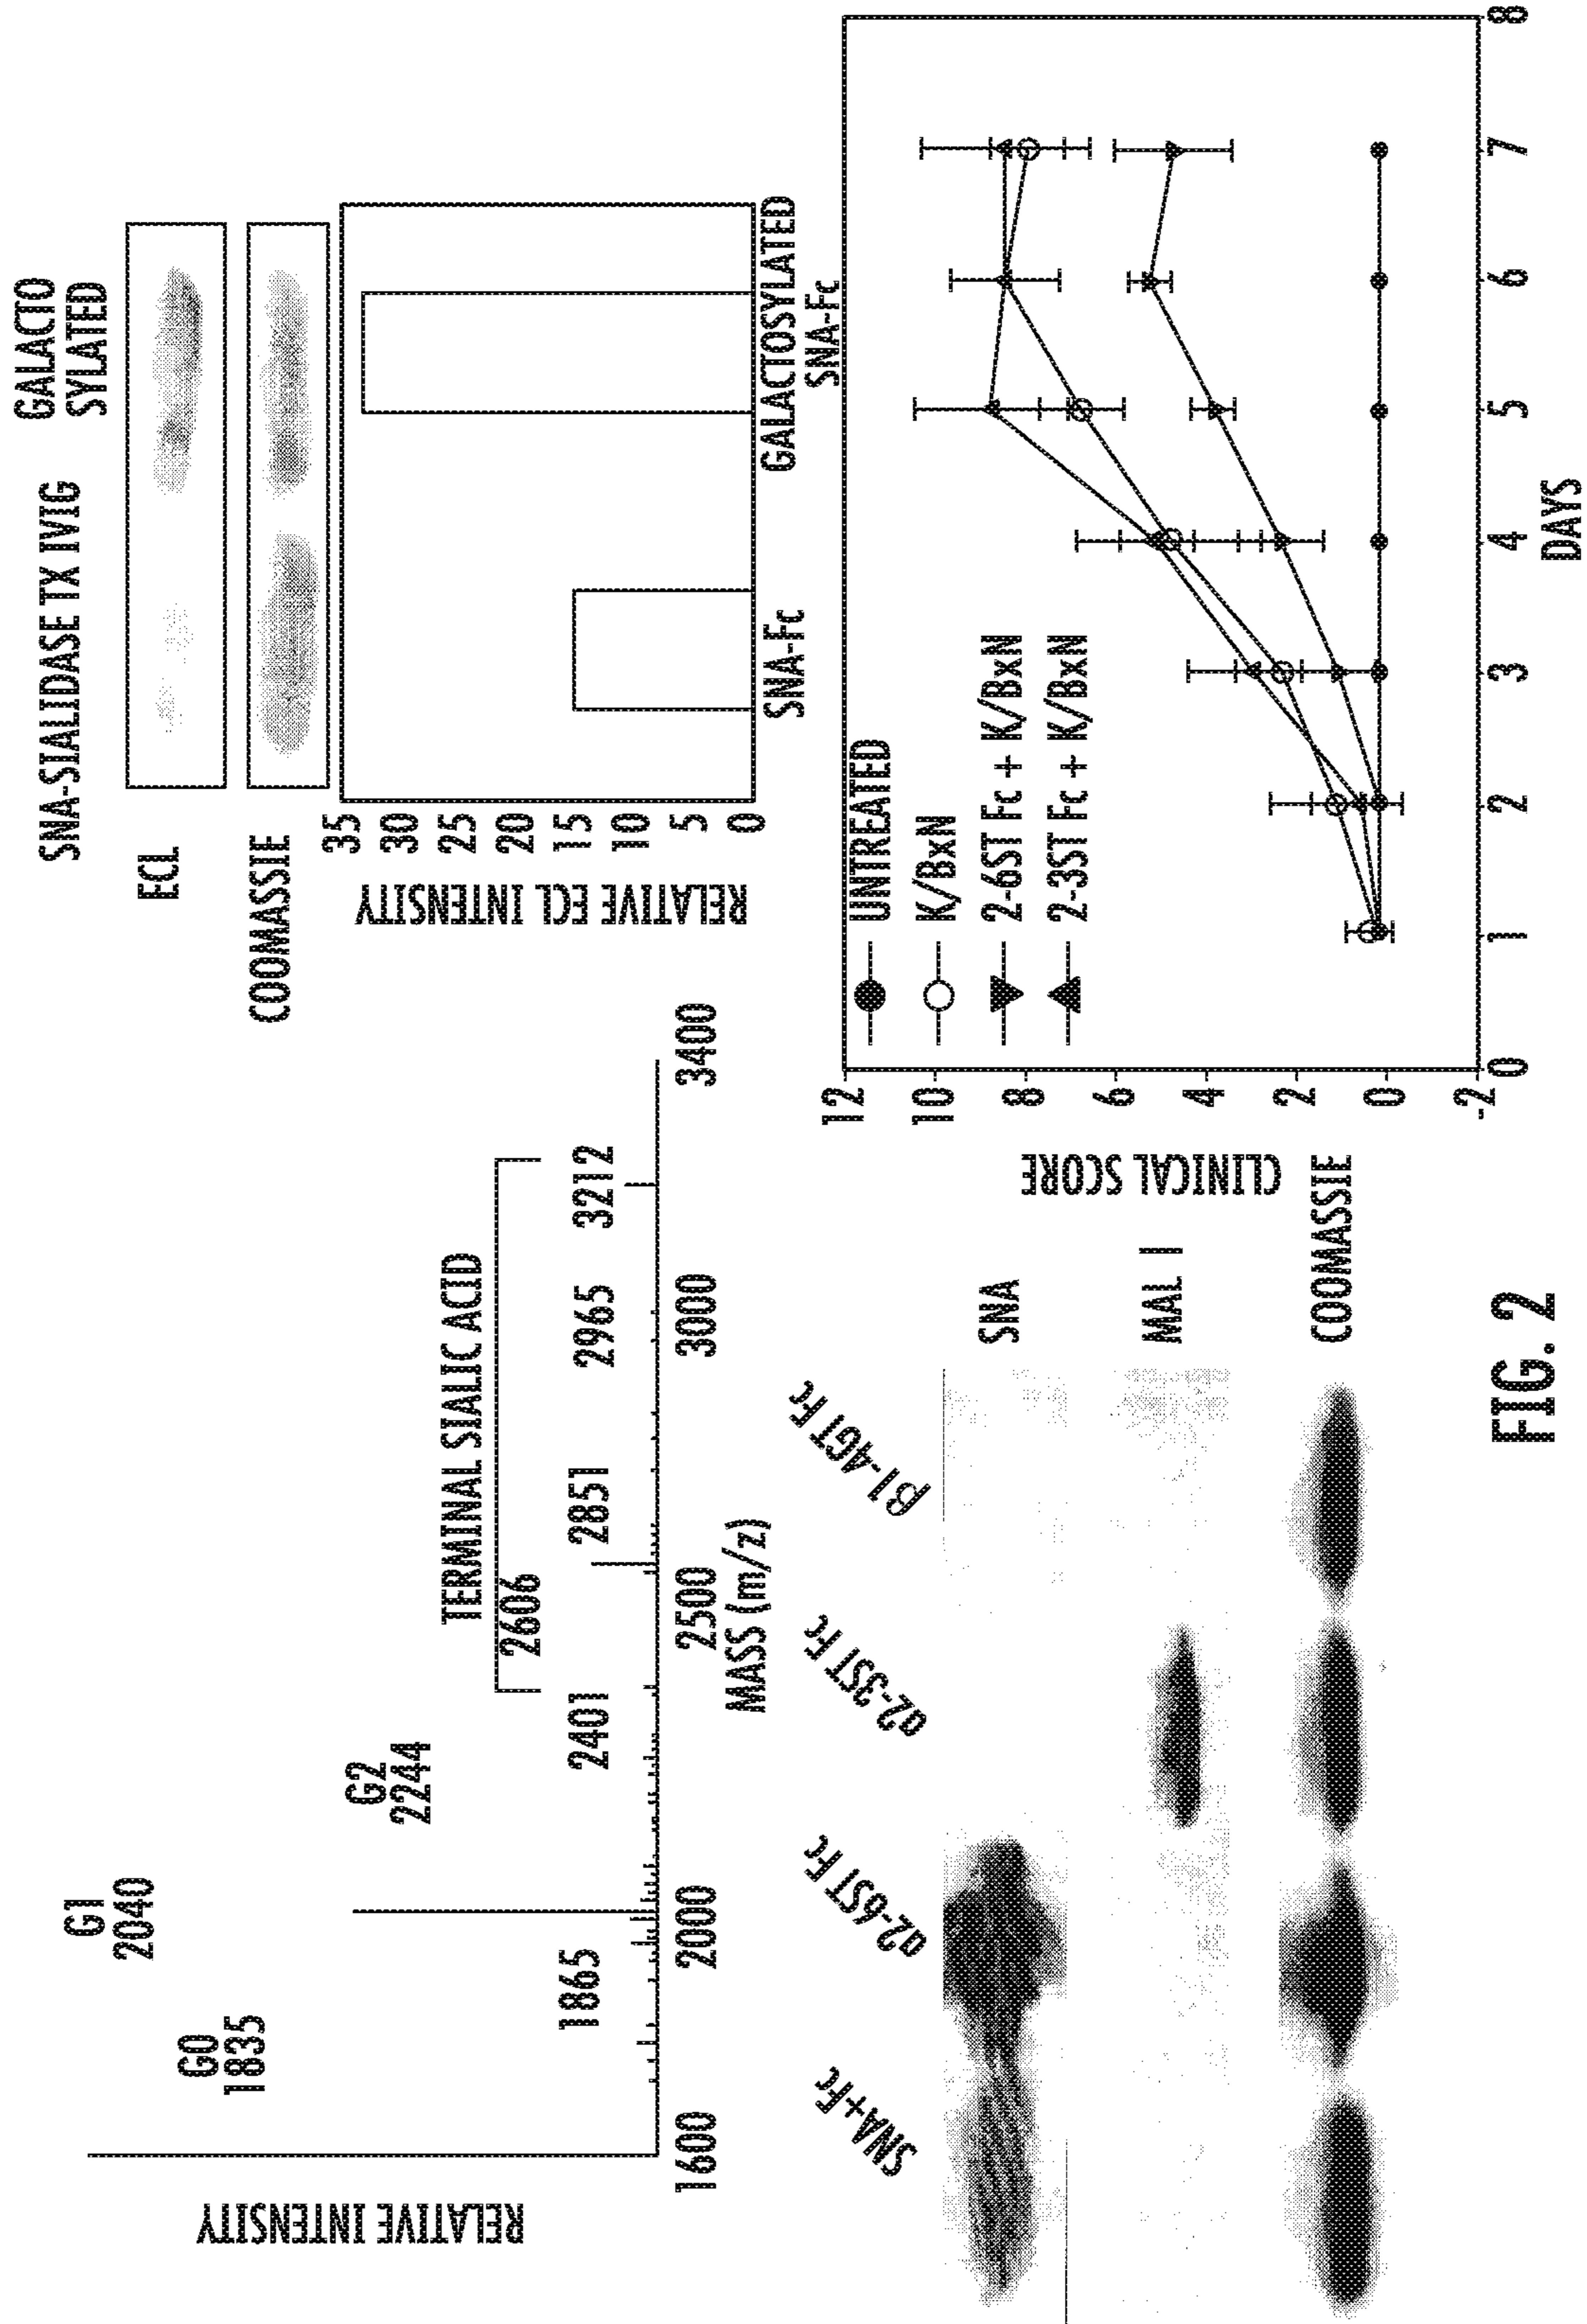 RELATIVE INTENSITY
G0
1835
G1
2040
G2
2244
1865
2401
TERMINAL SIALIC ACID
2606
2851
2965
3212
1600
2000
2500
3000
3400
MASS (m/z)
SNA-SIALIDASE TX IVIG
GALACTO
SYLATED
ECL
COOMASSIE
RELATIVE ECL INTENSITY
35
30
25
20
15
10
5
0
SNA-Fc
GALACTOSYLATED
SNA-Fc
SNA+Fc
α2-6ST Fc
α2-3ST Fc
β1-4GT Fc
SNA
MAL I
COOMASSIE
CLINICAL SCORE
12
10
8
6
4
2
0
-2
UNTREATED
K/BxN
2-6ST Fc + K/BxN
2-3ST Fc + K/BxN
0
1
2
3
4
5
6
7
8
DAYS
FIG. 2